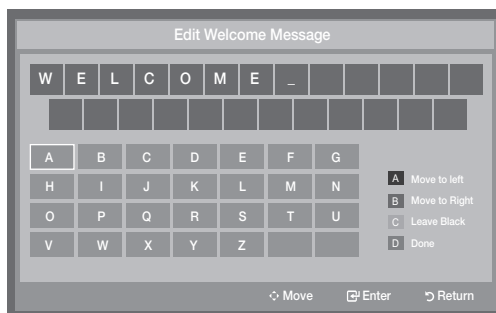 Edit Welcome Message
W E L C O M E _
A B C D E F G
H I J K L M N
O P Q R S T U
V W X Y Z
A Move to left
B Move to Right
C Leave Black
D Done
Move Enter Return